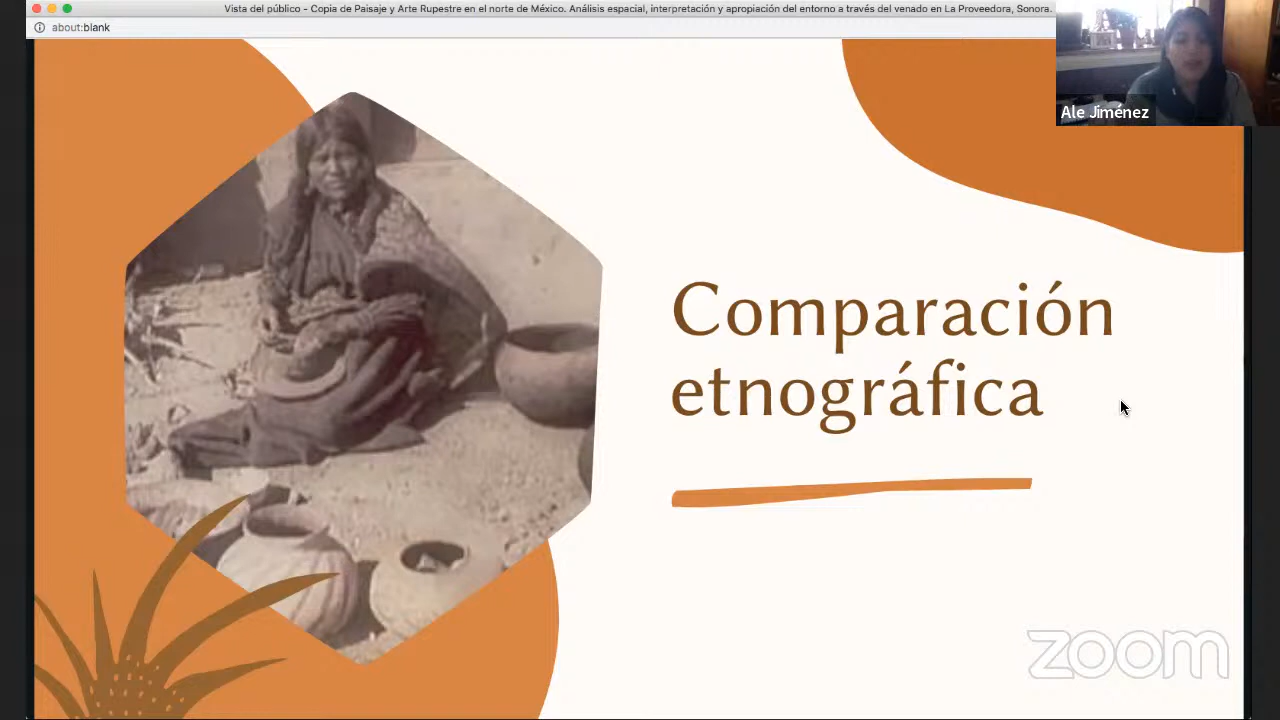 Vista del público - Copia de Paisaje y Arte Rupestre en el norte de México. Análisis espacial, interpretación y apropiación del entorno a través del venado en La Proveedora, Sonora.
about:blank
Ale Jiménez
Comparación
etnográfica
zoom